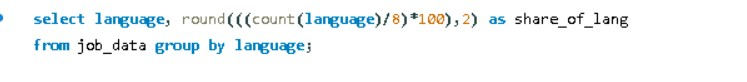 select language, round(((count(language)/8)*100),2) as share_of_lang
from job_data group by language;